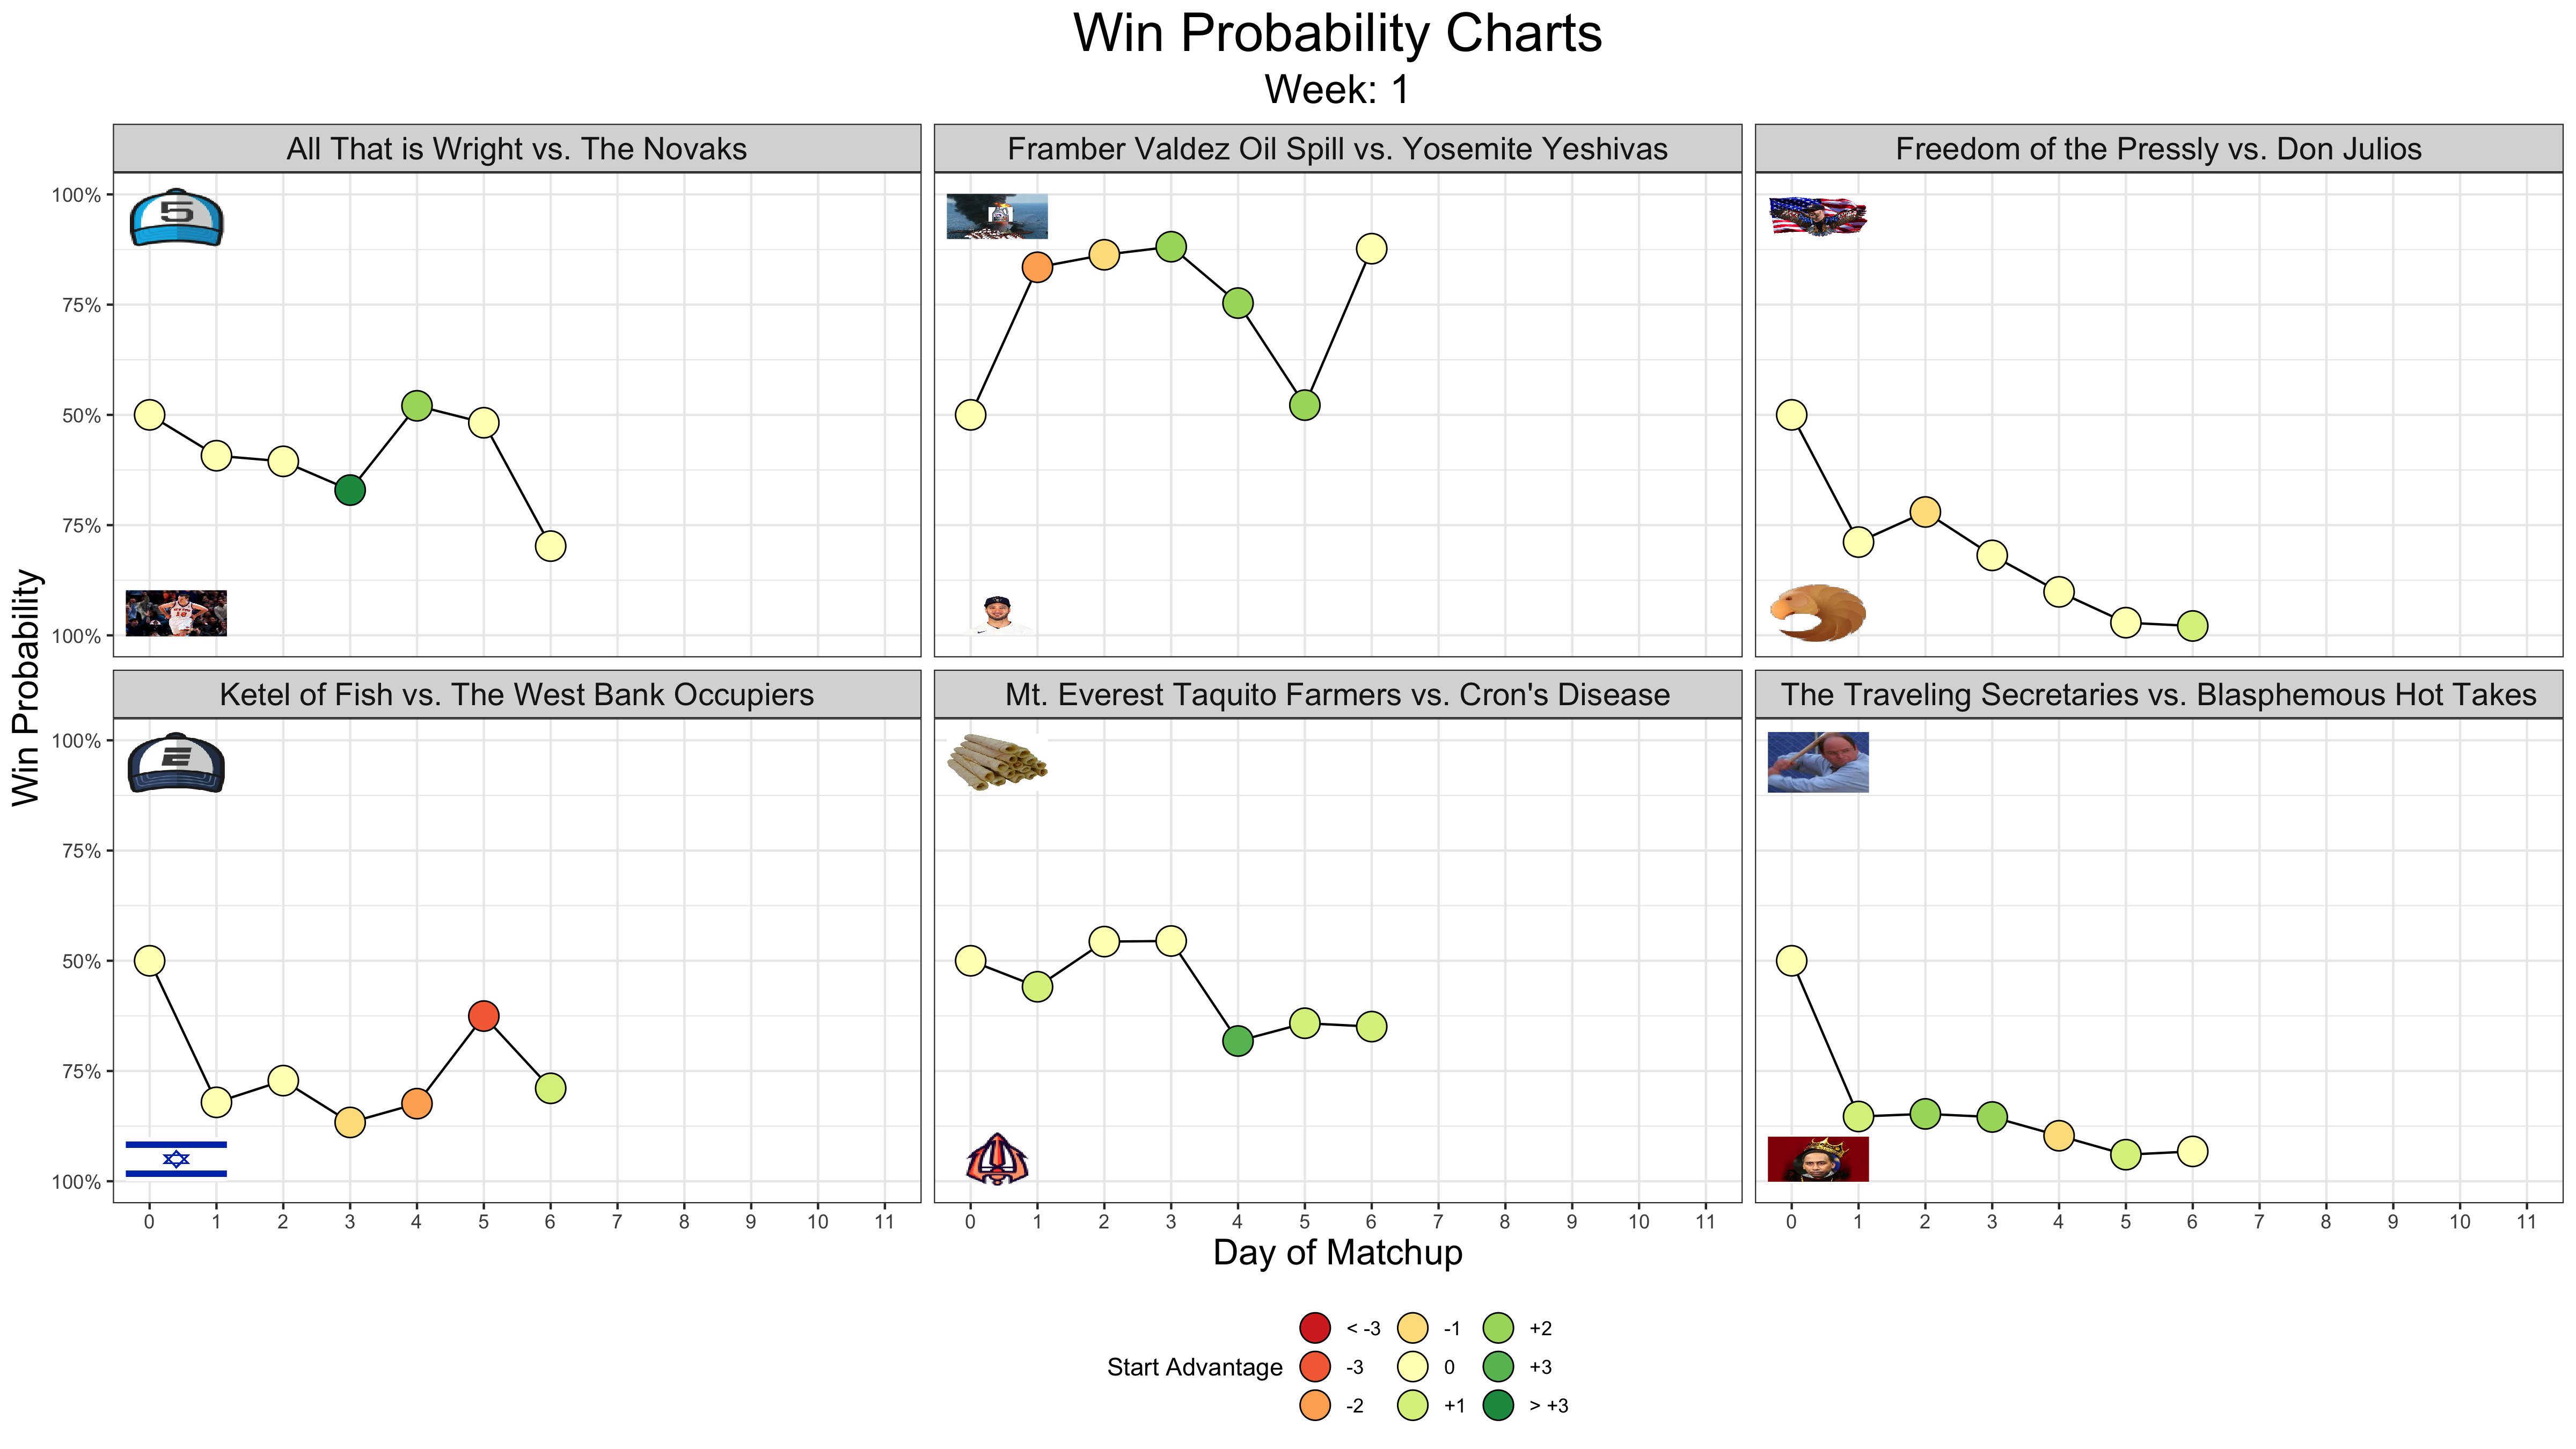 Win Probability Charts
Week: 1
All That is Wright vs. The Novaks
Framber Valdez Oil Spill vs. Yosemite Yeshivas
Freedom of the Pressly vs. Don Julios
100%
75%
50%
75%
100%
5
Win Probability
Ketel of Fish vs. The West Bank Occupiers
Mt. Everest Taquito Farmers vs. Cron's Disease
The Traveling Secretaries vs. Blasphemous Hot Takes
100%
75%
50%
75%
100%
E
0 1 2 3 4 5 6 7 8 9 10 11
0 1 2 3 4 5 6 7 8 9 10 11
0 1 2 3 4 5 6 7 8 9 10 11
Day of Matchup
Start Advantage
< -3
-3
-2
-1
0
+1
+2
+3
> +3